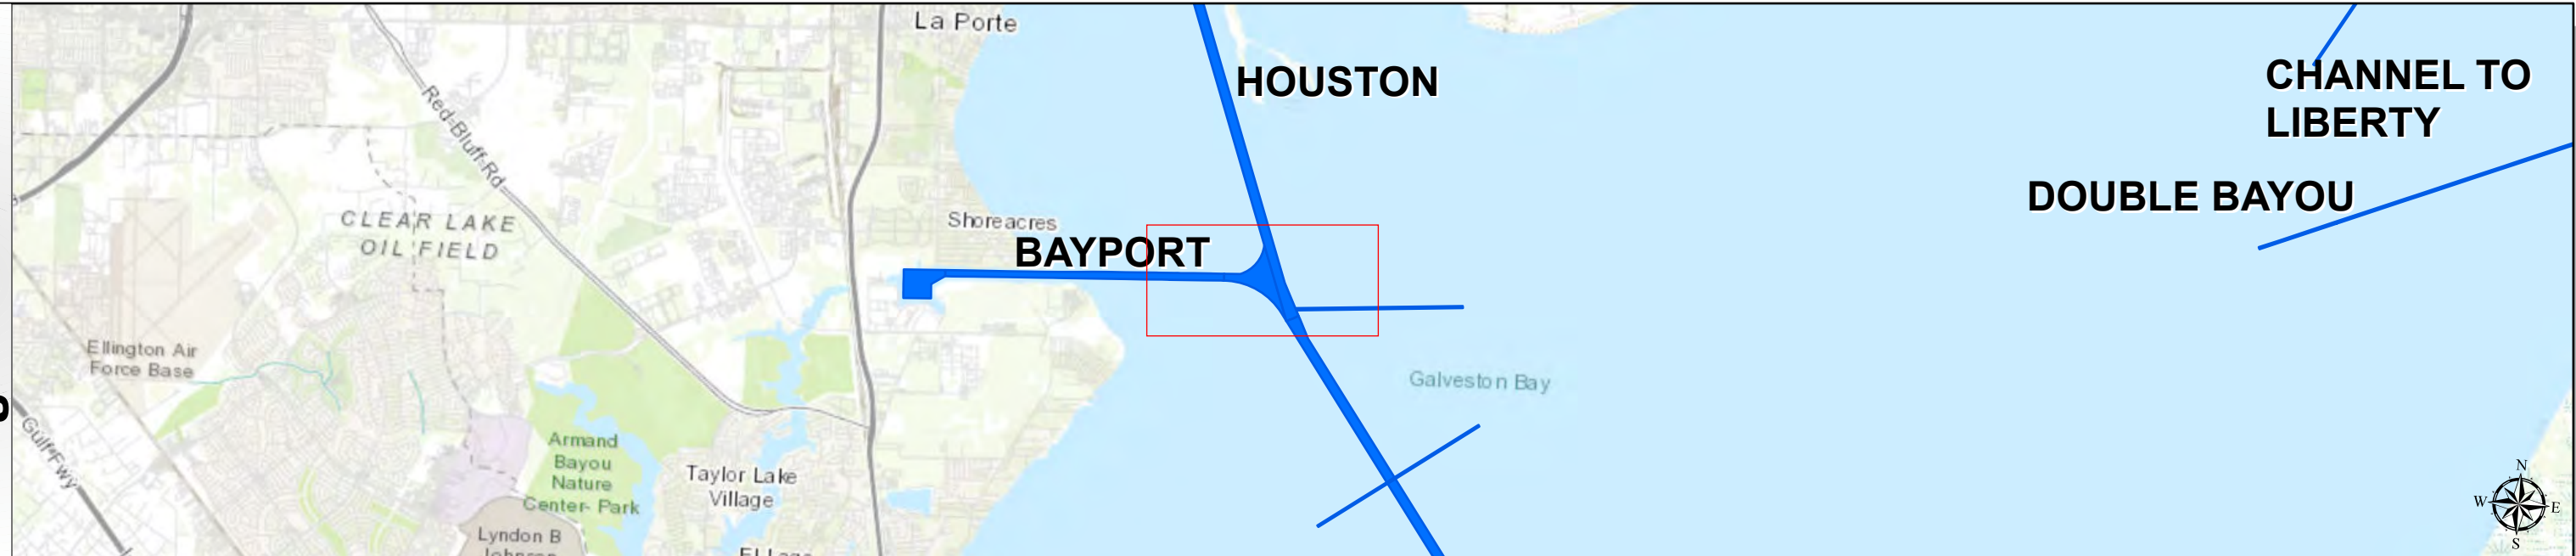 La Porte
HOUSTON
CHANNEL TO
LIBERTY
Red Bluff Rd
DOUBLE BAYOU
CLEAR LAKE
OIL FIELD
Shoreacres
BAYPORT
Ellington Air
Force Base
Galveston Bay
Gulf Fwy
Armand
Bayou
Nature
Center- Park
Taylor Lake
Village
Lyndon B
N
W
E
S